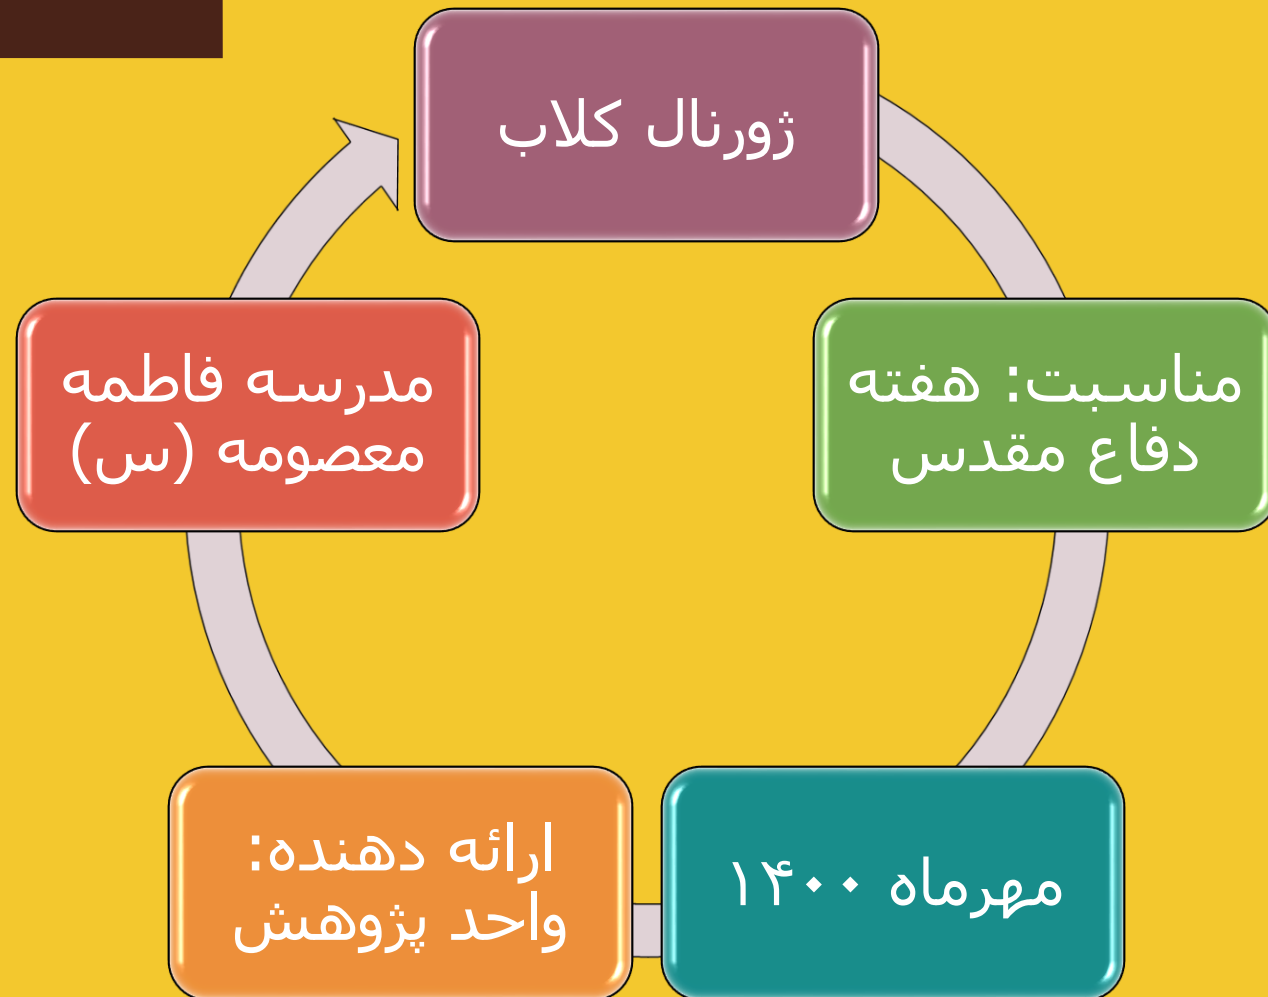 ژورنال کلاب
مناسبت: هفته
دفاع مقدس
مهرماه ۱۴۰۰
ارائه دهنده:
واحد پژوهش
مدرسه فاطمه
معصومه (س)